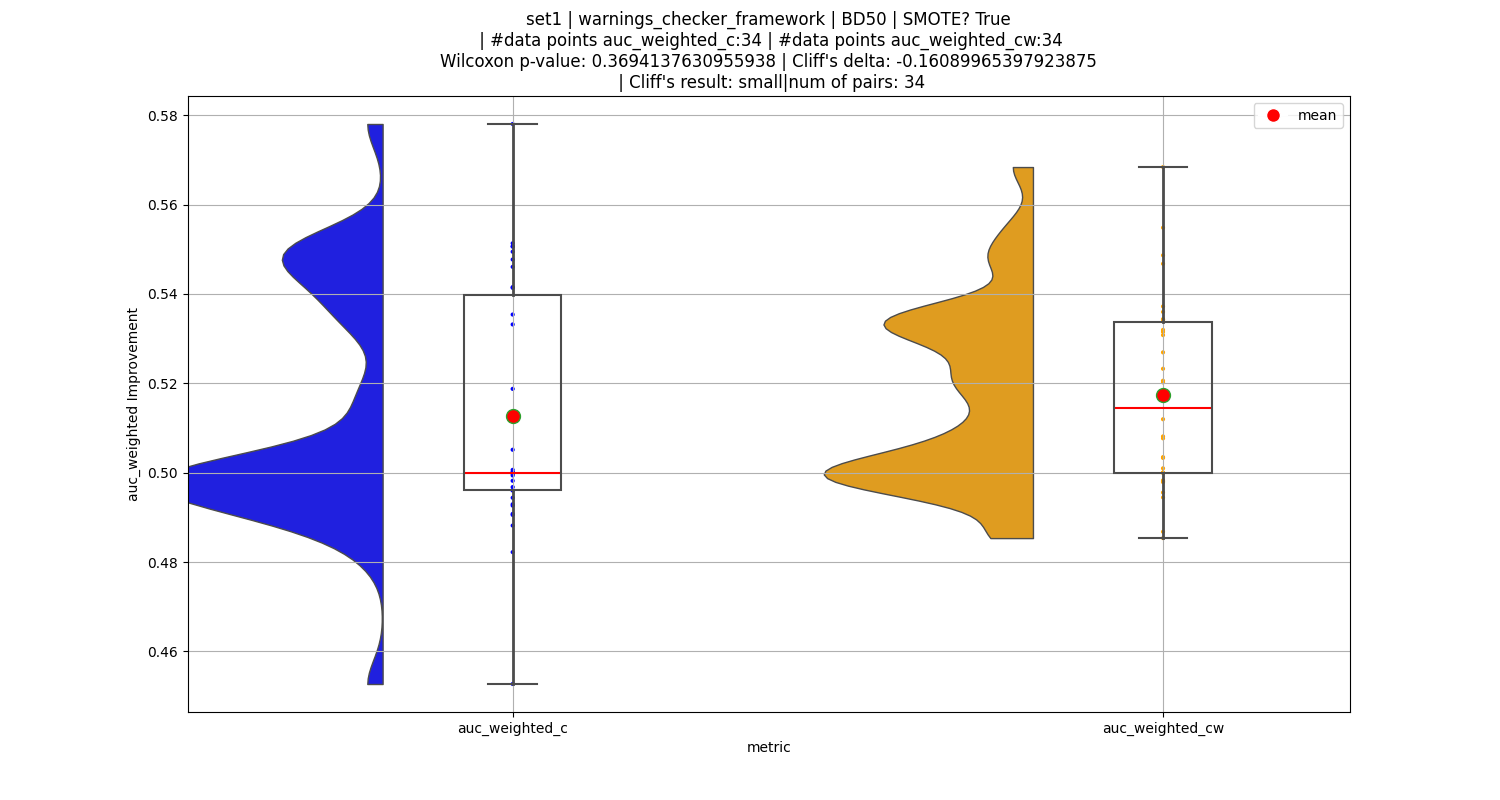 set1 | warnings_checker_framework | BD50 | SMOTE? True
| #data points auc_weighted_c:34 | #data points auc_weighted_cw:34
Wilcoxon p-value: 0.3694137630955938 | Cliff's delta: -0.16089965397923875
| Cliff's result: small|num of pairs: 34
mean
0.58
0.56
0.54
0.52
0.50
0.48
0.46
auc_weighted Improvement
auc_weighted_c
auc_weighted_cw
metric